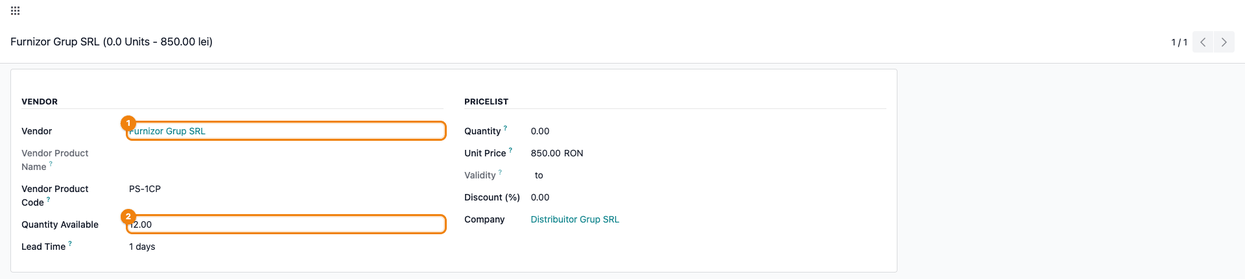 Furnizor Grup SRL (0.0 Units - 850.00 lei)
1 / 1
VENDOR
Vendor
1
Furnizor Grup SRL
Vendor Product
Name ?
Vendor Product
Code ?
PS-1CP
Quantity Available
2
12.00
Lead Time ?
1 days
PRICELIST
Quantity ?
0.00
Unit Price ?
850.00 RON
Validity ?
to
Discount (%)
0.00
Company
Distribuitor Grup SRL